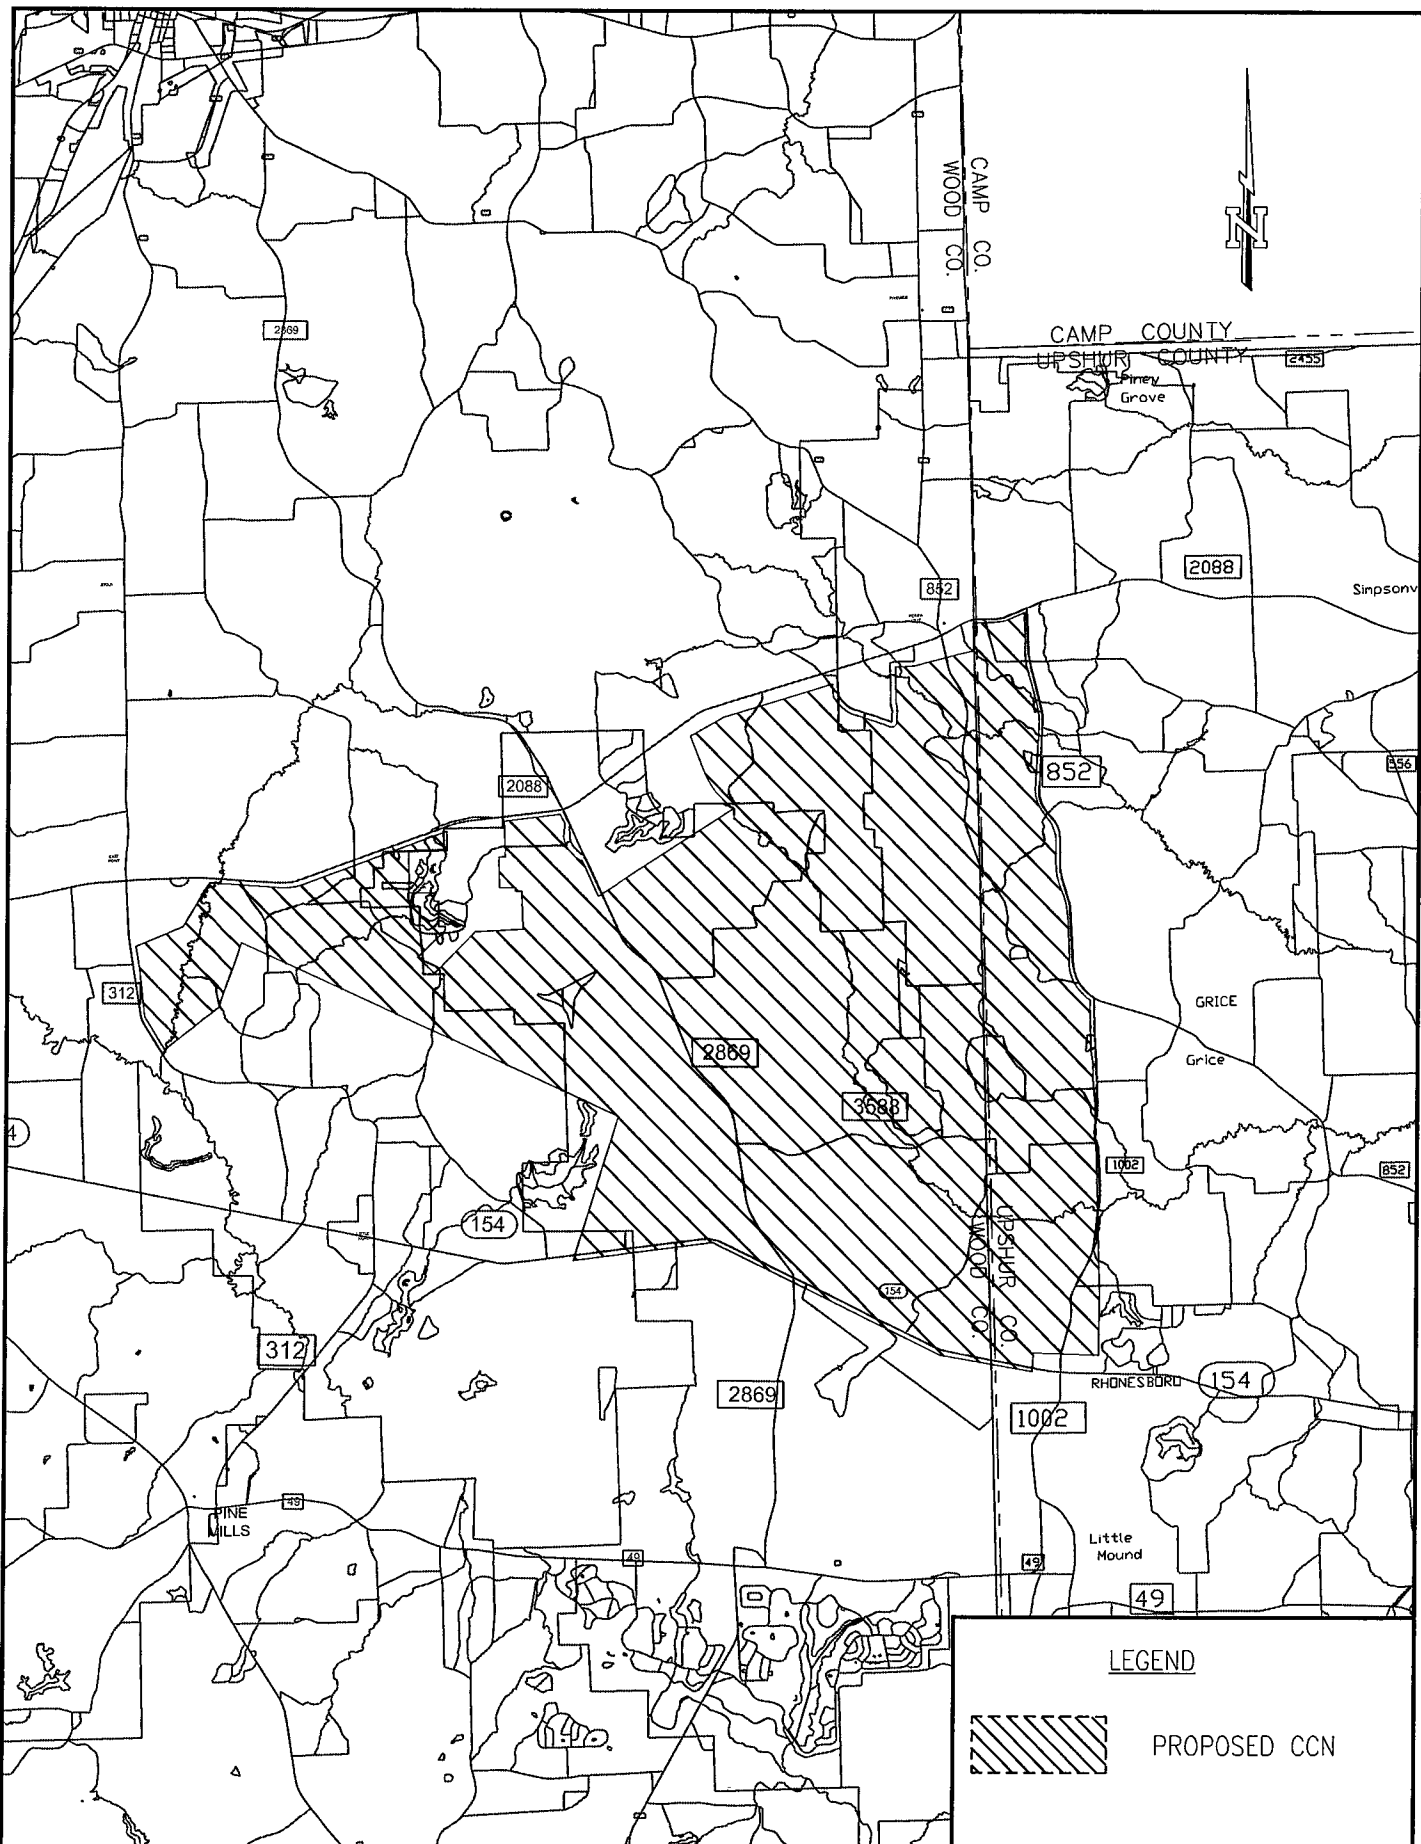 CAMP CO.
WOOD CO.
N
2869
CAMP COUNTY
UPSHUR COUNTY
2455
Piney
Grove
2088
852
Simpsonv
852
556
2088
312
GRICE
Grice
2869
3588
4
1002
852
154
UPSHUR CO.
WOOD CO.
154
312
RHONESBORO
154
2869
1002
49
PINE
MILLS
49
49
Little
Mound
49
LEGEND
PROPOSED CCN